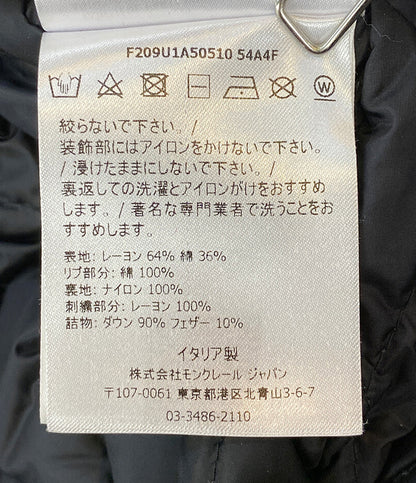 F209U1A50510 54A4F
W
絞らないで下さい。/
装飾部にはアイロンをかけないで下さい。
/ 浸けたままにしないで下さい。/
裏返しての洗濯とアイロンがけをおすすめ
します。/ 著名な専門業者で洗うことをお
すすめします。
表地: レーヨン 64% 綿 36%
リブ部分: 綿 100%
裏地: ナイロン 100%
刺繍部分: レーヨン 100%
詰物: ダウン 90% フェザー 10%
イタリア製
株式会社モンクレール ジャパン
〒107-0061 東京都港区北青山3-6-7
03-3486-2110